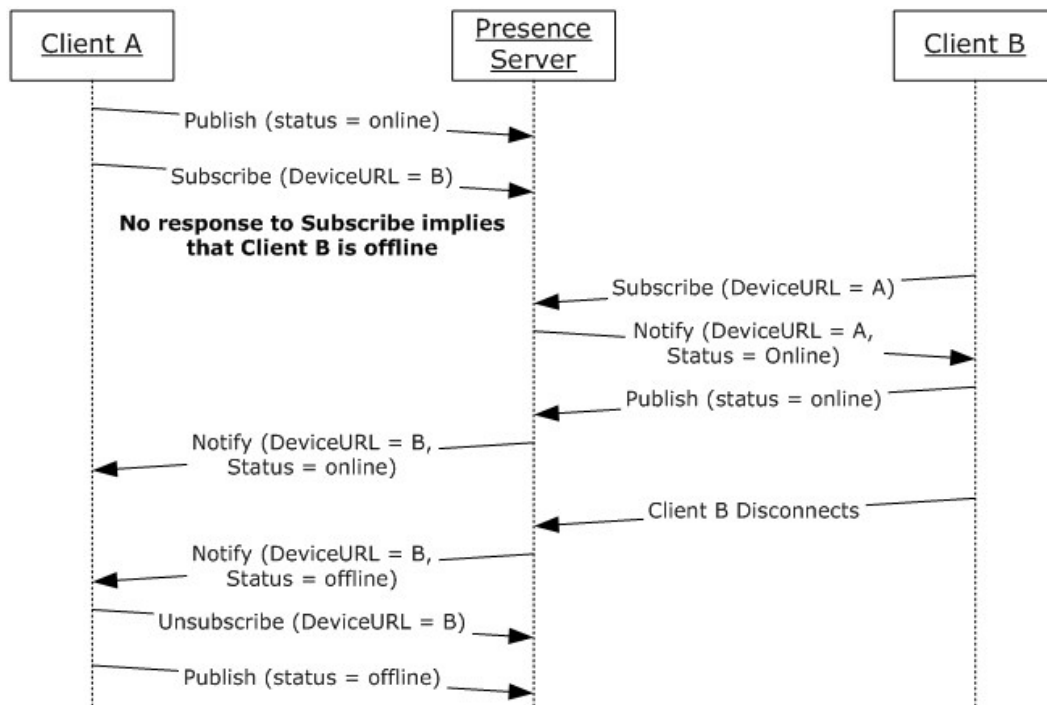 Client A
Presence
Server
Client B
Publish (status = online)
Subscribe (DeviceURL = B)
No response to Subscribe implies
that Client B is offline
Subscribe (DeviceURL = A)
Notify (DeviceURL = A,
Status = Online)
Publish (status = online)
Notify (DeviceURL = B,
Status = online)
Client B Disconnects
Notify (DeviceURL = B,
Status = offline)
Unsubscribe (DeviceURL = B)
Publish (status = offline)